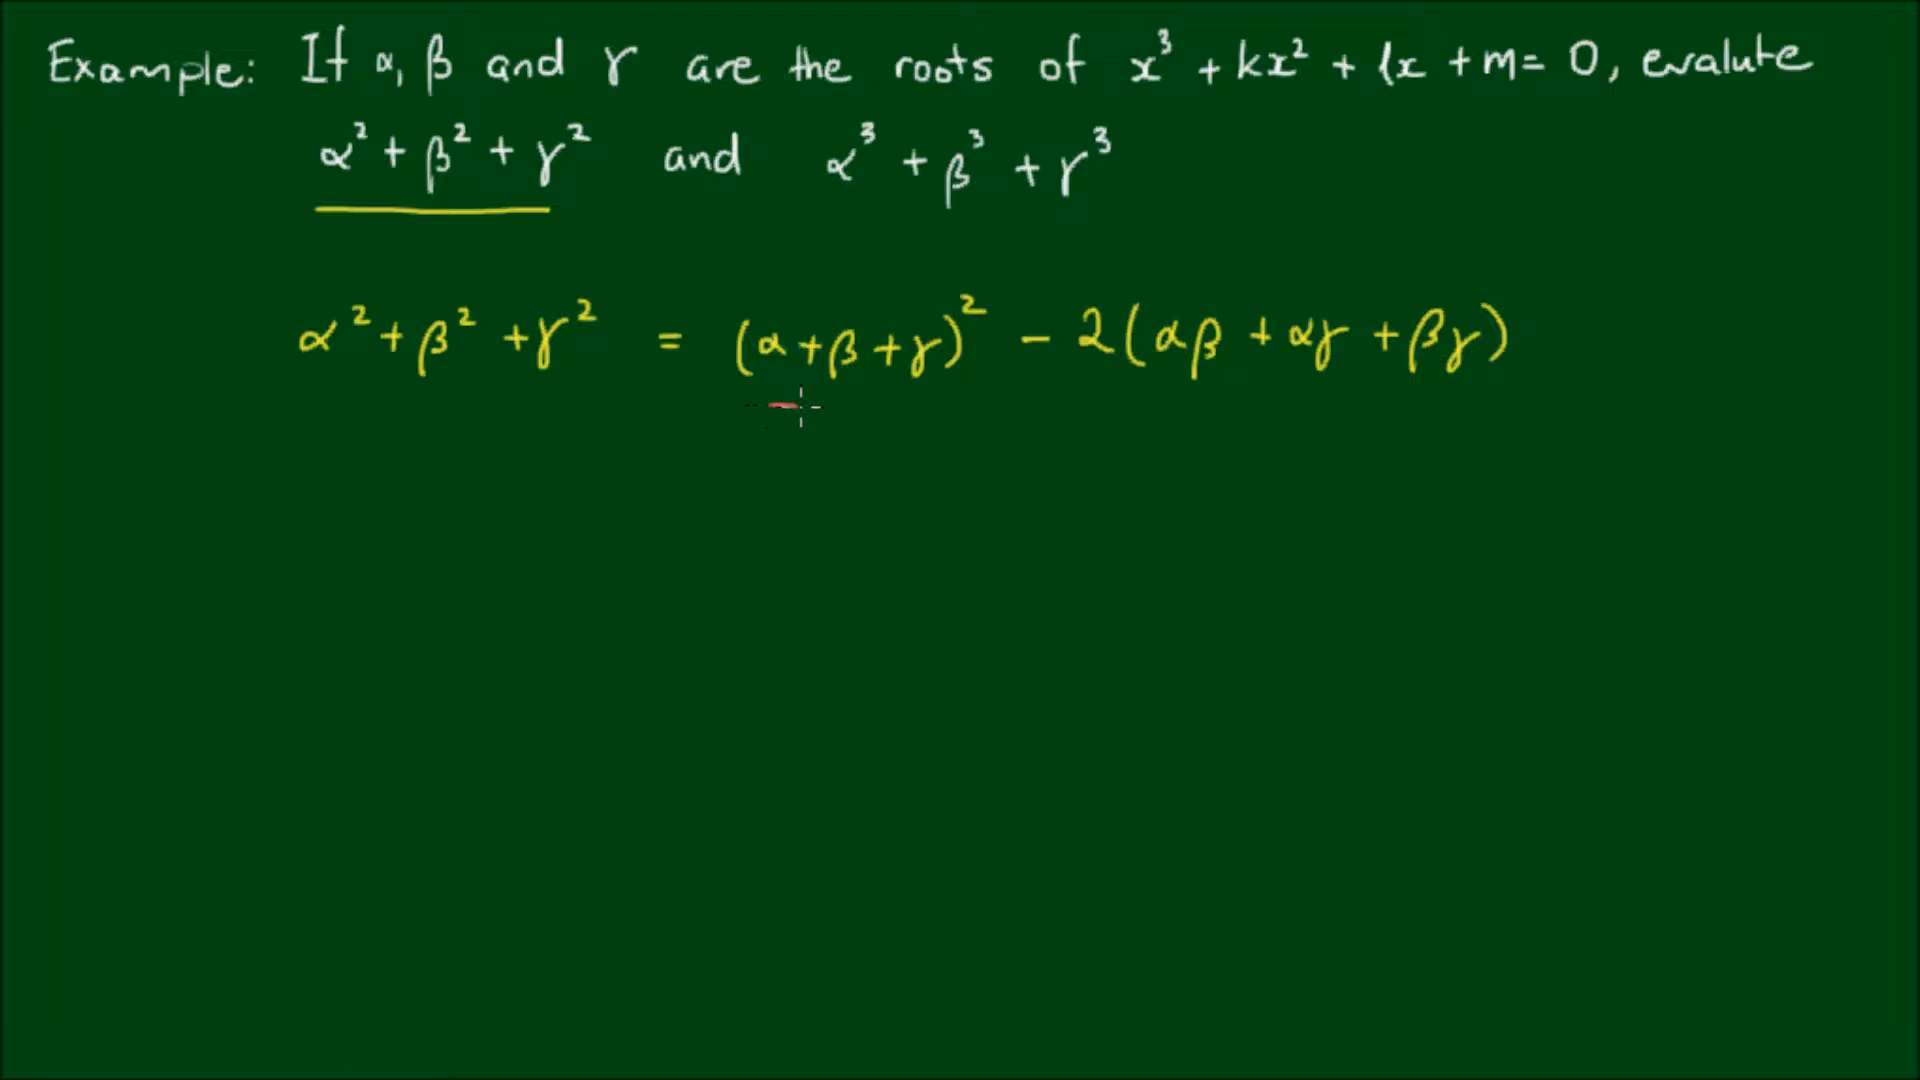 Example: If α, β and γ are the roots of x³ + kx² + lx + m = 0, evalute
α² + β² + γ² and α³ + β³ + γ³
α² + β² + γ² = (α + β + γ)² - 2(αβ + αγ + βγ)